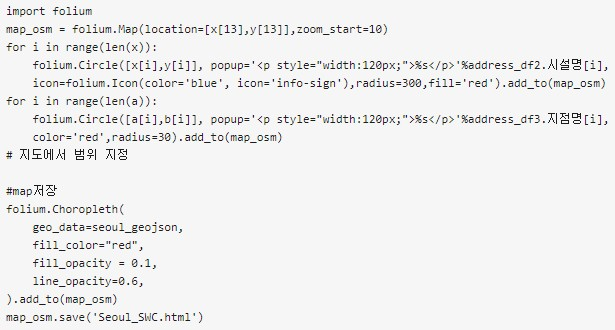 import folium
map_osm = folium.Map(location=[x[13],y[13]],zoom_start=10)
for i in range(len(x)):
    folium.Circle([x[i],y[i]], popup='<p style="width:120px;">%s</p>'%address_df2.시설명[i],
    icon=folium.Icon(color='blue', icon='info-sign'),radius=300,fill='red').add_to(map_osm)
for i in range(len(a)):
    folium.Circle([a[i],b[i]], popup='<p style="width:120px;">%s</p>'%address_df3.지점명[i],
    color='red',radius=30).add_to(map_osm)
# 지도에서 범위 지정
#map저장
folium.Choropleth(
    geo_data=seoul_geojson,
    fill_color="red",
    fill_opacity = 0.1,
    line_opacity=0.6,
).add_to(map_osm)
map_osm.save('Seoul_SWC.html')